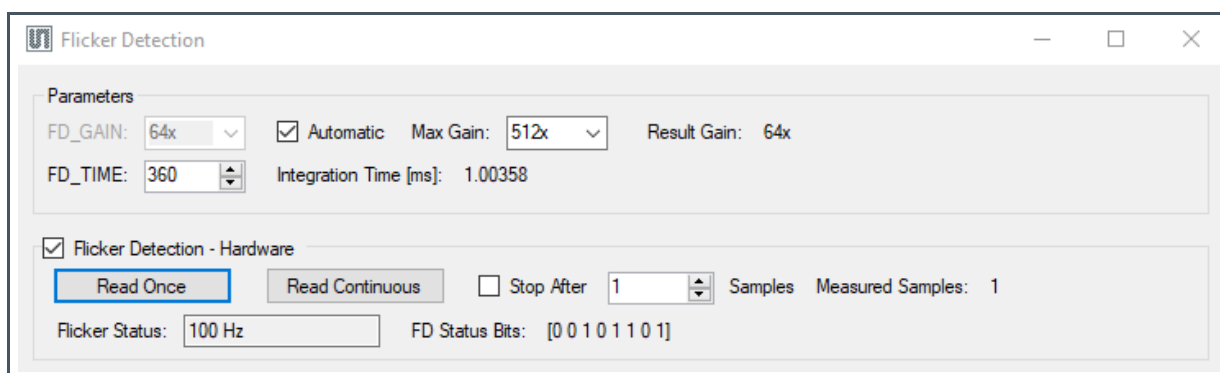 Flicker Detection
Parameters
FD_GAIN: 64x Automatic Max Gain: 512x Result Gain: 64x
FD_TIME: 360 Integration Time [ms]: 1.00358
Flicker Detection - Hardware
Read Once Read Continuous Stop After 1 Samples Measured Samples: 1
Flicker Status: 100 Hz FD Status Bits: [0 0 1 0 1 1 0 1]